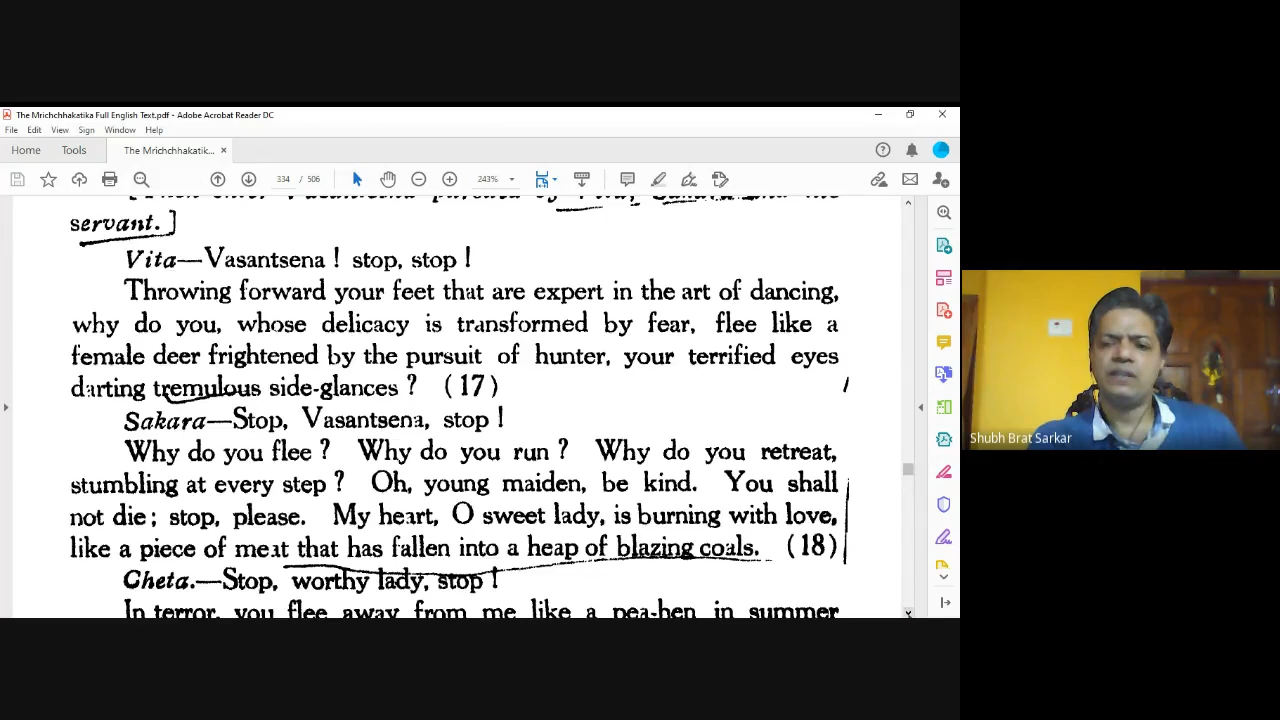 The Mrichchhakatika Full English Text.pdf - Adobe Acrobat Reader DC
File Edit View Sign Window Help
Home Tools The Mrichchhakatik... ×
334 / 506 243%
servant.]
Vita—Vasantsena ! stop, stop !
Throwing forward your feet that are expert in the art of dancing,
why do you, whose delicacy is transformed by fear, flee like a
female deer frightened by the pursuit of hunter, your terrified eyes
darting tremulous side-glances ? (17)
Sakara—Stop, Vasantsena, stop !
Why do you flee ? Why do you run ? Why do you retreat,
stumbling at every step ? Oh, young maiden, be kind. You shall
not die ; stop, please. My heart, O sweet lady, is burning with love,
like a piece of meat that has fallen into a heap of blazing coals. (18)
Cheta.—Stop, worthy lady, stop !
In terror, you flee away from me like a pea-hen in summer
Shubh Brat Sarkar